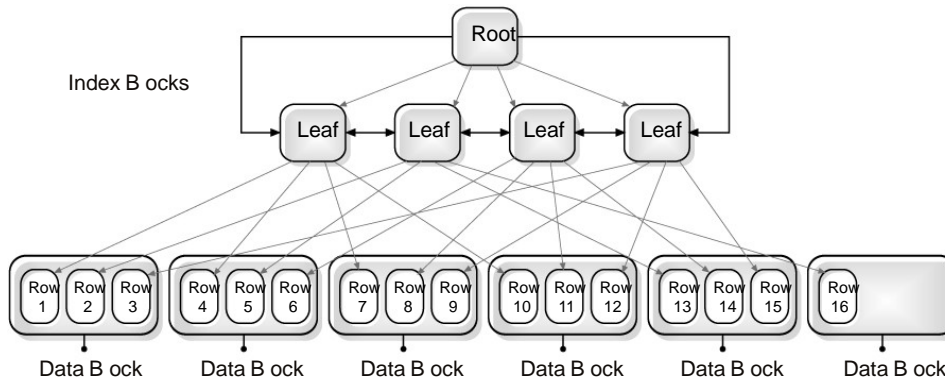 Root
Index B ocks
Leaf Leaf Leaf Leaf
Row Row Row Row Row Row Row Row Row Row Row Row Row Row Row Row
1 2 3 4 5 6 7 8 9 10 11 12 13 14 15 16
Data B ock Data B ock Data B ock Data B ock Data B ock Data B ock